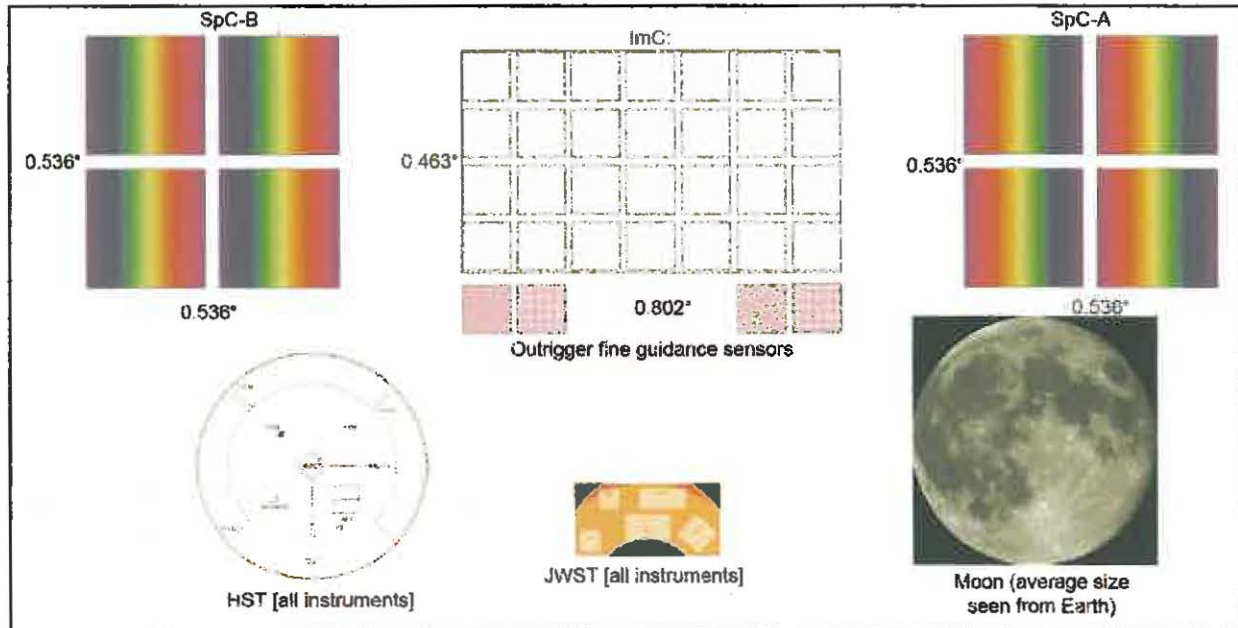 SpC-B
ImC:
SpC-A
0.536°
0.463°
0.536°
0.536°
0.802°
0.536°
Outrigger fine guidance sensors
HST [all instruments]
JWST [all instruments]
Moon (average size
seen from Earth)